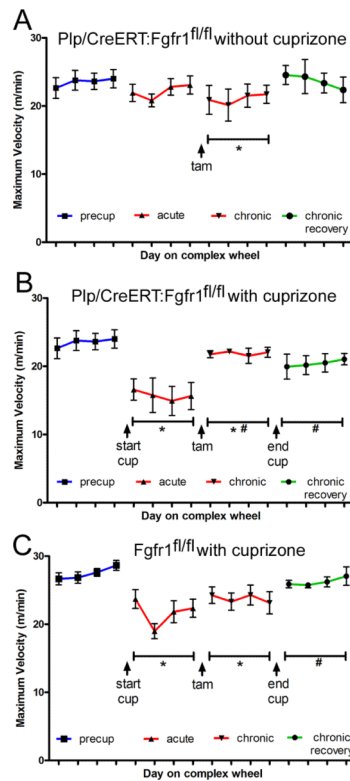 A
Plp/CreERT:Fgfr1fl/fl without cuprizone
Maximum Velocity (m/min)
30
20
10
0
*
tam
precup
acute
chronic
chronic
recovery
Day on complex wheel
B
Plp/CreERT:Fgfr1fl/fl with cuprizone
Maximum Velocity (m/min)
30
20
10
0
*
* #
#
start
cup
tam
end
cup
precup
acute
chronic
chronic
recovery
Day on complex wheel
C
Fgfr1fl/fl with cuprizone
Maximum Velocity (m/min)
30
20
10
0
*
*
#
start
cup
tam
end
cup
precup
acute
chronic
chronic
recovery
Day on complex wheel